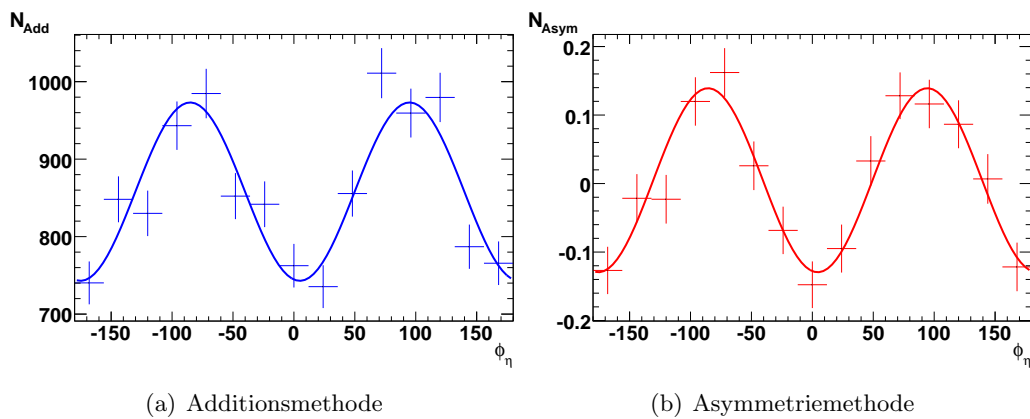 N_Add
1000
900
800
700
-150 -100 -50 0 50 100 150
ϕ_η
(a) Additionsmethode
N_Asym
0.2
0.1
0
-0.1
-0.2
-150 -100 -50 0 50 100 150
ϕ_η
(b) Asymmetriemethode